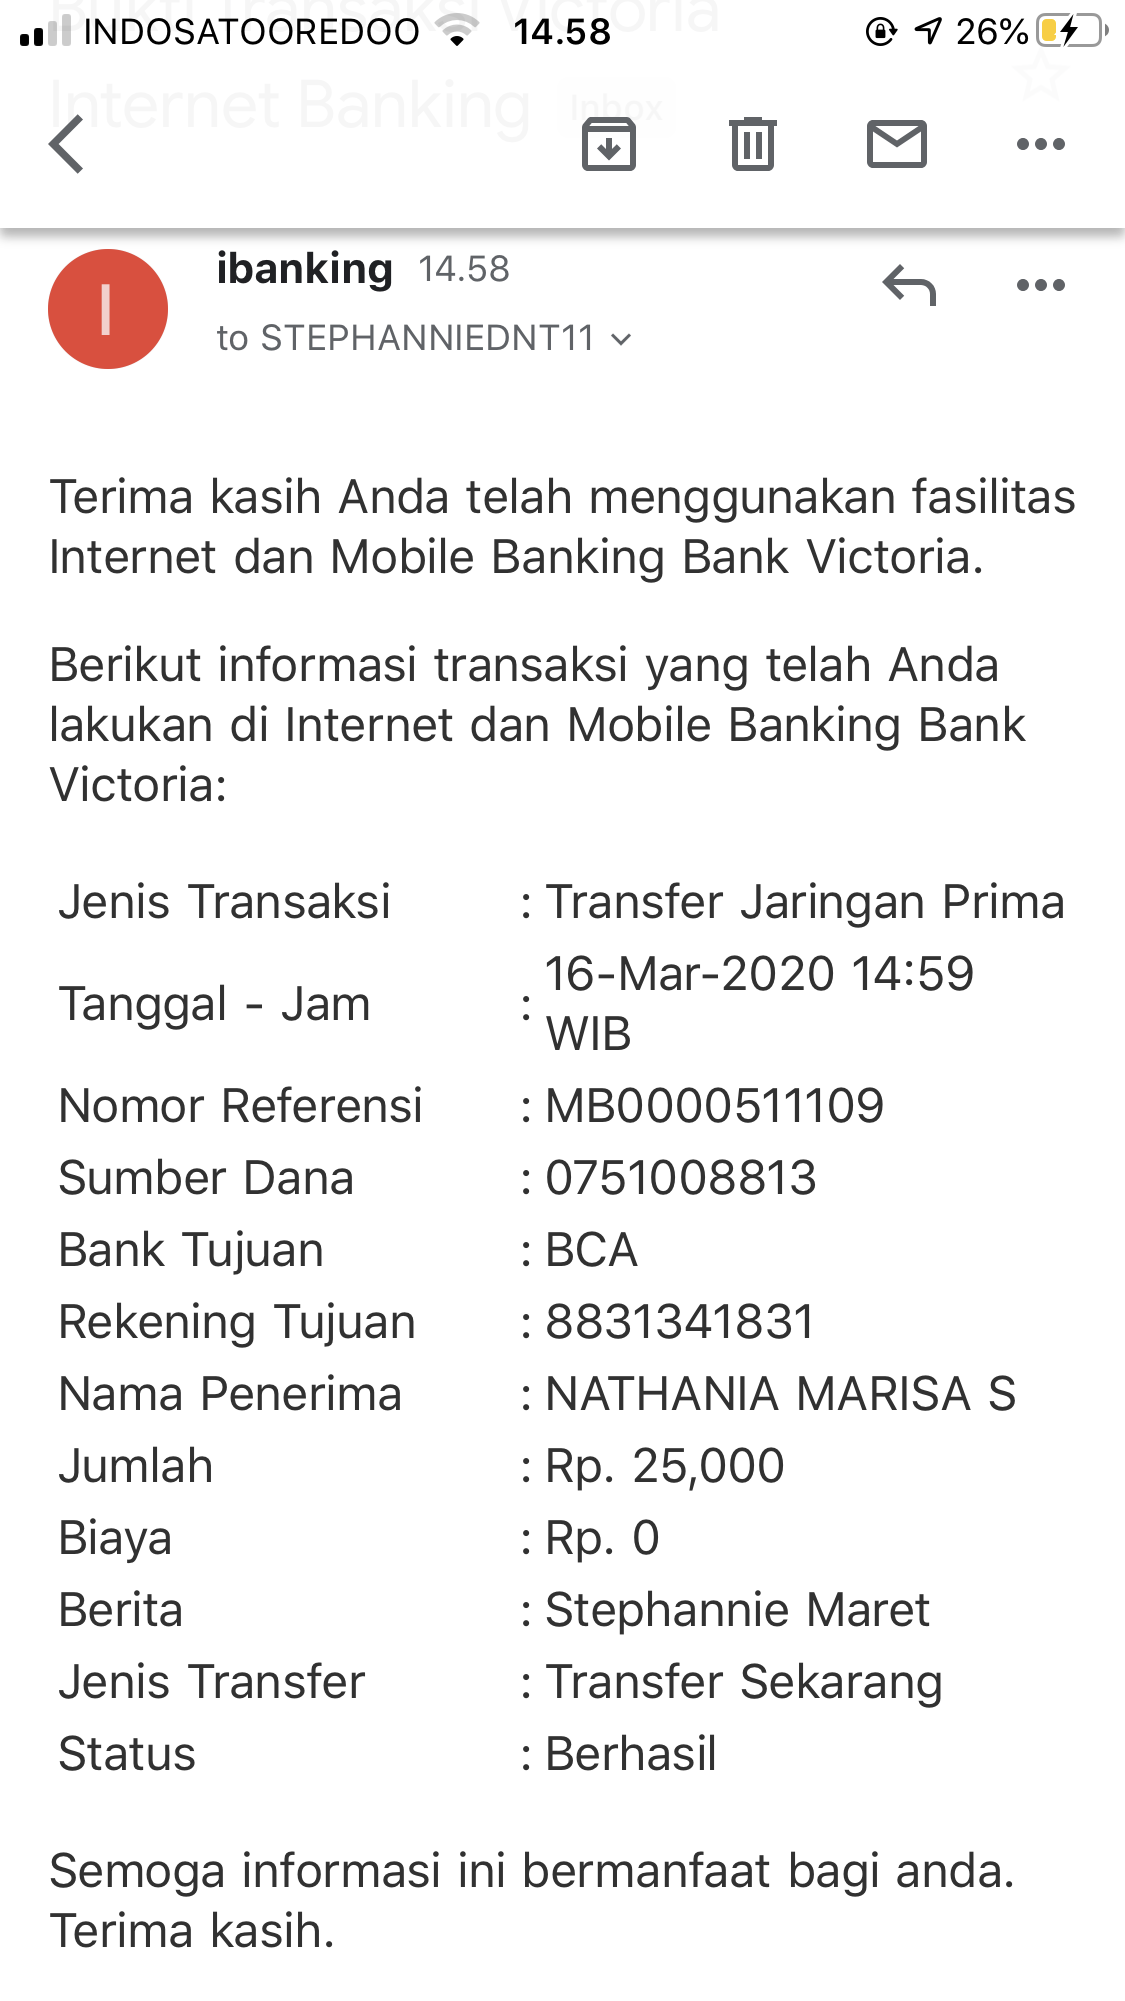 Bukti Transaksi Victoria
INDOSATOOREDOO 14.58 26%
Internet Banking Inbox
I
ibanking 14.58
to STEPHANNIEDNT11
Terima kasih Anda telah menggunakan fasilitas
Internet dan Mobile Banking Bank Victoria.
Berikut informasi transaksi yang telah Anda
lakukan di Internet dan Mobile Banking Bank
Victoria:
Jenis Transaksi : Transfer Jaringan Prima
Tanggal - Jam : 16-Mar-2020 14:59
WIB
Nomor Referensi : MB0000511109
Sumber Dana : 0751008813
Bank Tujuan : BCA
Rekening Tujuan : 8831341831
Nama Penerima : NATHANIA MARISA S
Jumlah : Rp. 25,000
Biaya : Rp. 0
Berita : Stephannie Maret
Jenis Transfer : Transfer Sekarang
Status : Berhasil
Semoga informasi ini bermanfaat bagi anda.
Terima kasih.